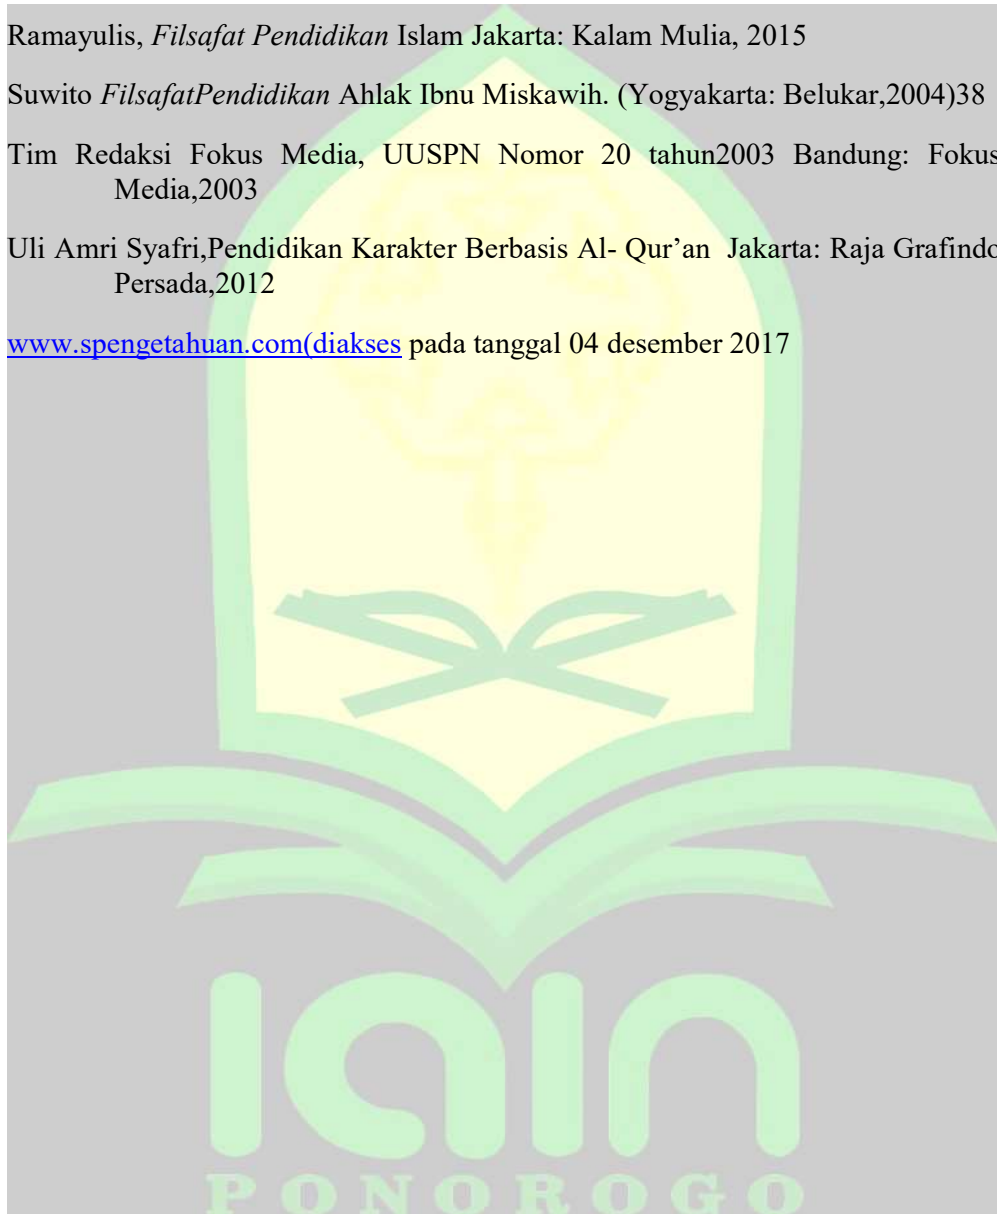 Ramayulis, Filsafat Pendidikan Islam Jakarta: Kalam Mulia, 2015
Suwito FilsafatPendidikan Ahlak Ibnu Miskawih. (Yogyakarta: Belukar,2004)38
Tim Redaksi Fokus Media, UUSPN Nomor 20 tahun2003 Bandung: Fokus
Media,2003
Uli Amri Syafri,Pendidikan Karakter Berbasis Al- Qur’an Jakarta: Raja Grafindo
Persada,2012
www.spengetahuan.com(diakses pada tanggal 04 desember 2017
IAIN
PONOROGO